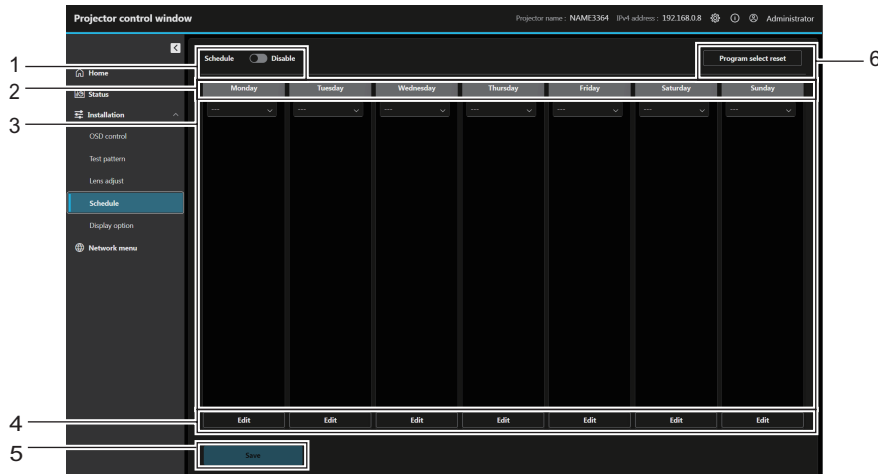 Projector control window Projector name : NAME3364 IPv4 address : 192.168.0.8 Administrator
1 Schedule Disable Program select reset 6
Home
2 Status Monday Tuesday Wednesday Thursday Friday Saturday Sunday
3 Installation --- --- --- --- --- --- ---
OSD control
Test pattern
Lens adjust
Schedule
Display option
Network menu
4 Edit Edit Edit Edit Edit Edit Edit
5 Save